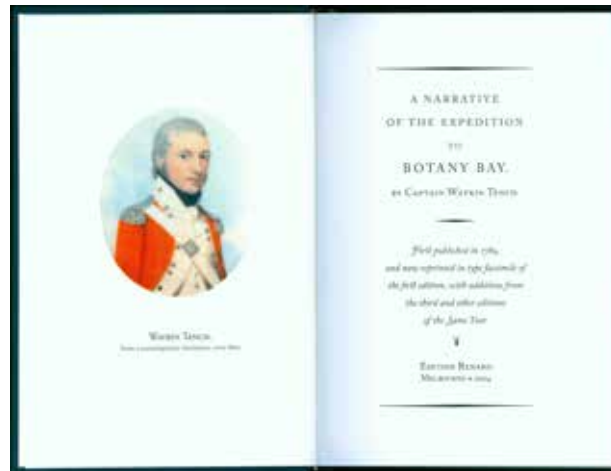 WATKIN TENCH.
A NARRATIVE
OF THE EXPEDITION
TO
BOTANY BAY.
BY CAPTAIN WATKIN TENCH
First published in 1789,
and now reprinted in type facsimile of
the first edition, with additions from
the third and other editions
of the Same Year
EDITIONS RENARD
MELBOURNE • 2004